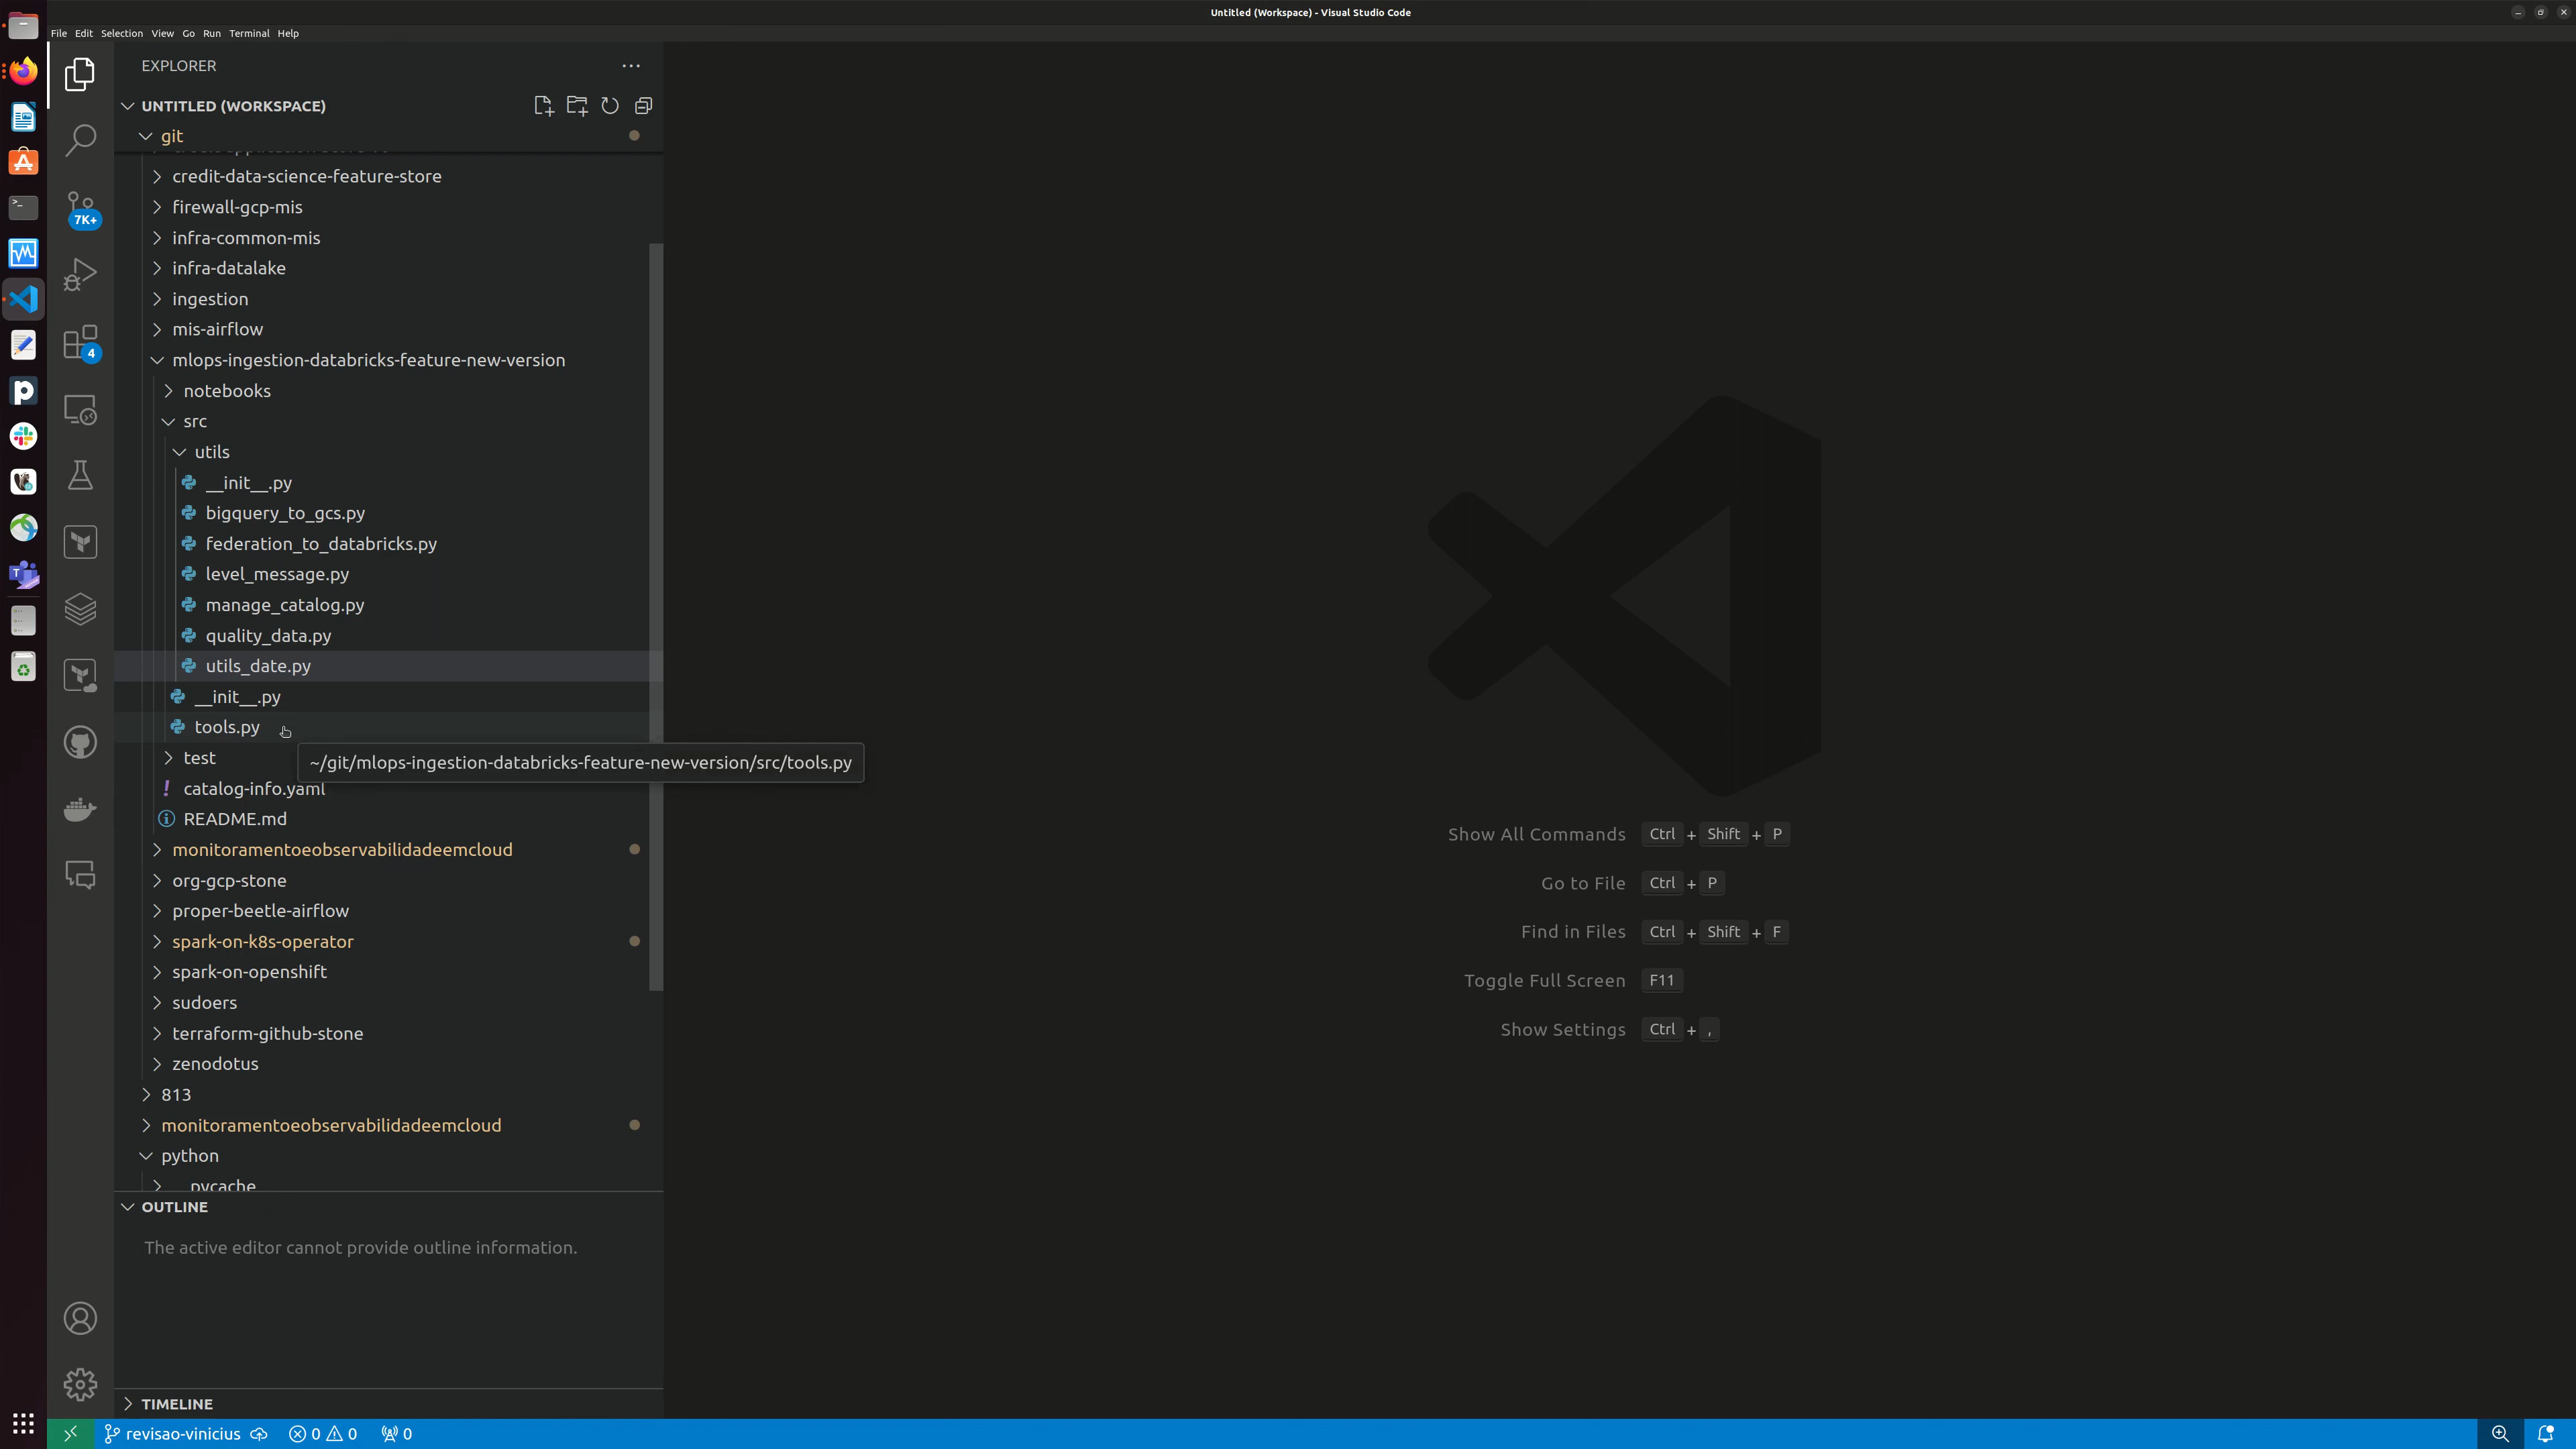 Untitled (Workspace) - Visual Studio Code
File Edit Selection View Go Run Terminal Help
EXPLORER
UNTITLED (WORKSPACE)
git
credit-data-science-feature-store
7K+
firewall-gcp-mis
infra-common-mis
infra-datalake
ingestion
mis-airflow
4
mlops-ingestion-databricks-feature-new-version
notebooks
src
utils
__init__.py
bigquery_to_gcs.py
federation_to_databricks.py
level_message.py
manage_catalog.py
quality_data.py
utils_date.py
__init__.py
tools.py
test
~/git/mlops-ingestion-databricks-feature-new-version/src/tools.py
catalog-info.yaml
README.md
monitoramentoeobservabilidadeemcloud
org-gcp-stone
proper-beetle-airflow
spark-on-k8s-operator
spark-on-openshift
sudoers
terraform-github-stone
zenodotus
813
monitoramentoeobservabilidadeemcloud
python
__pycache__
Show All Commands Ctrl + Shift + P
Go to File Ctrl + P
Find in Files Ctrl + Shift + F
Toggle Full Screen F11
Show Settings Ctrl + ,
OUTLINE
The active editor cannot provide outline information.
TIMELINE
revisao-vinicius 0 0 0